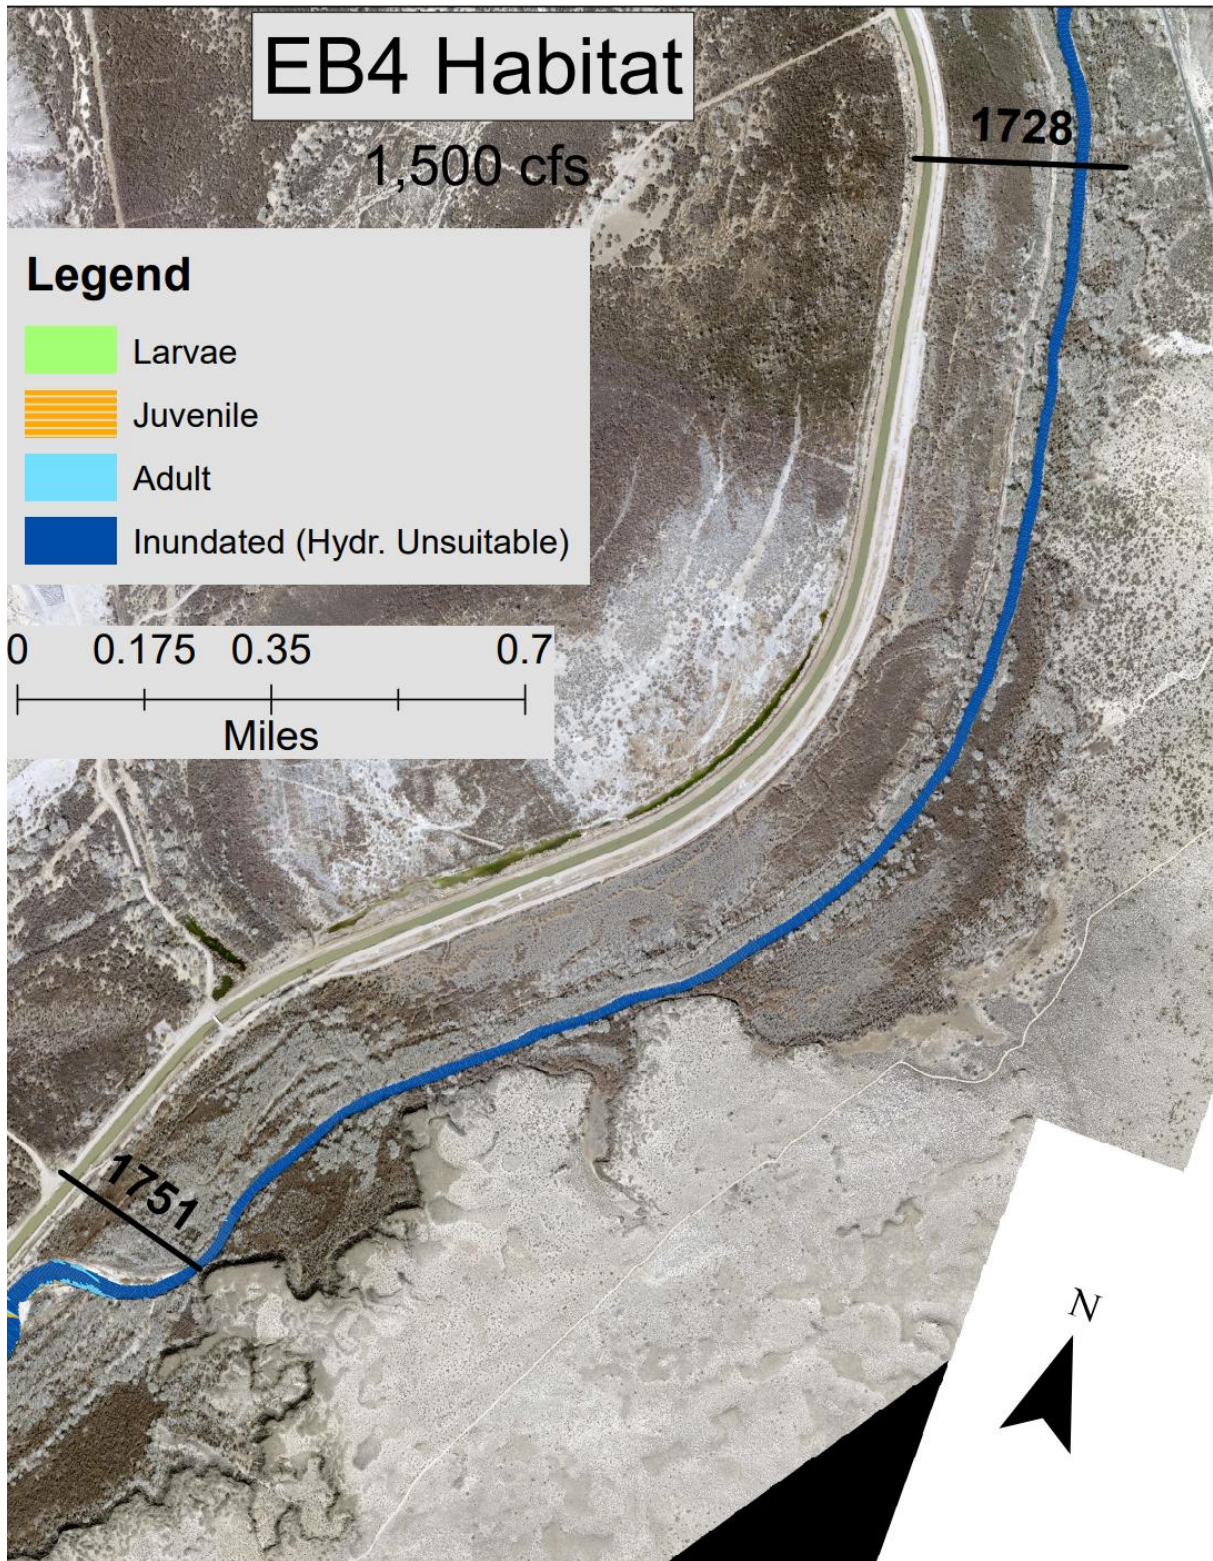 EB4 Habitat
1,500 cfs
1728
Legend
Larvae
Juvenile
Adult
Inundated (Hydr. Unsuitable)
0 0.175 0.35 0.7
Miles
1751
N